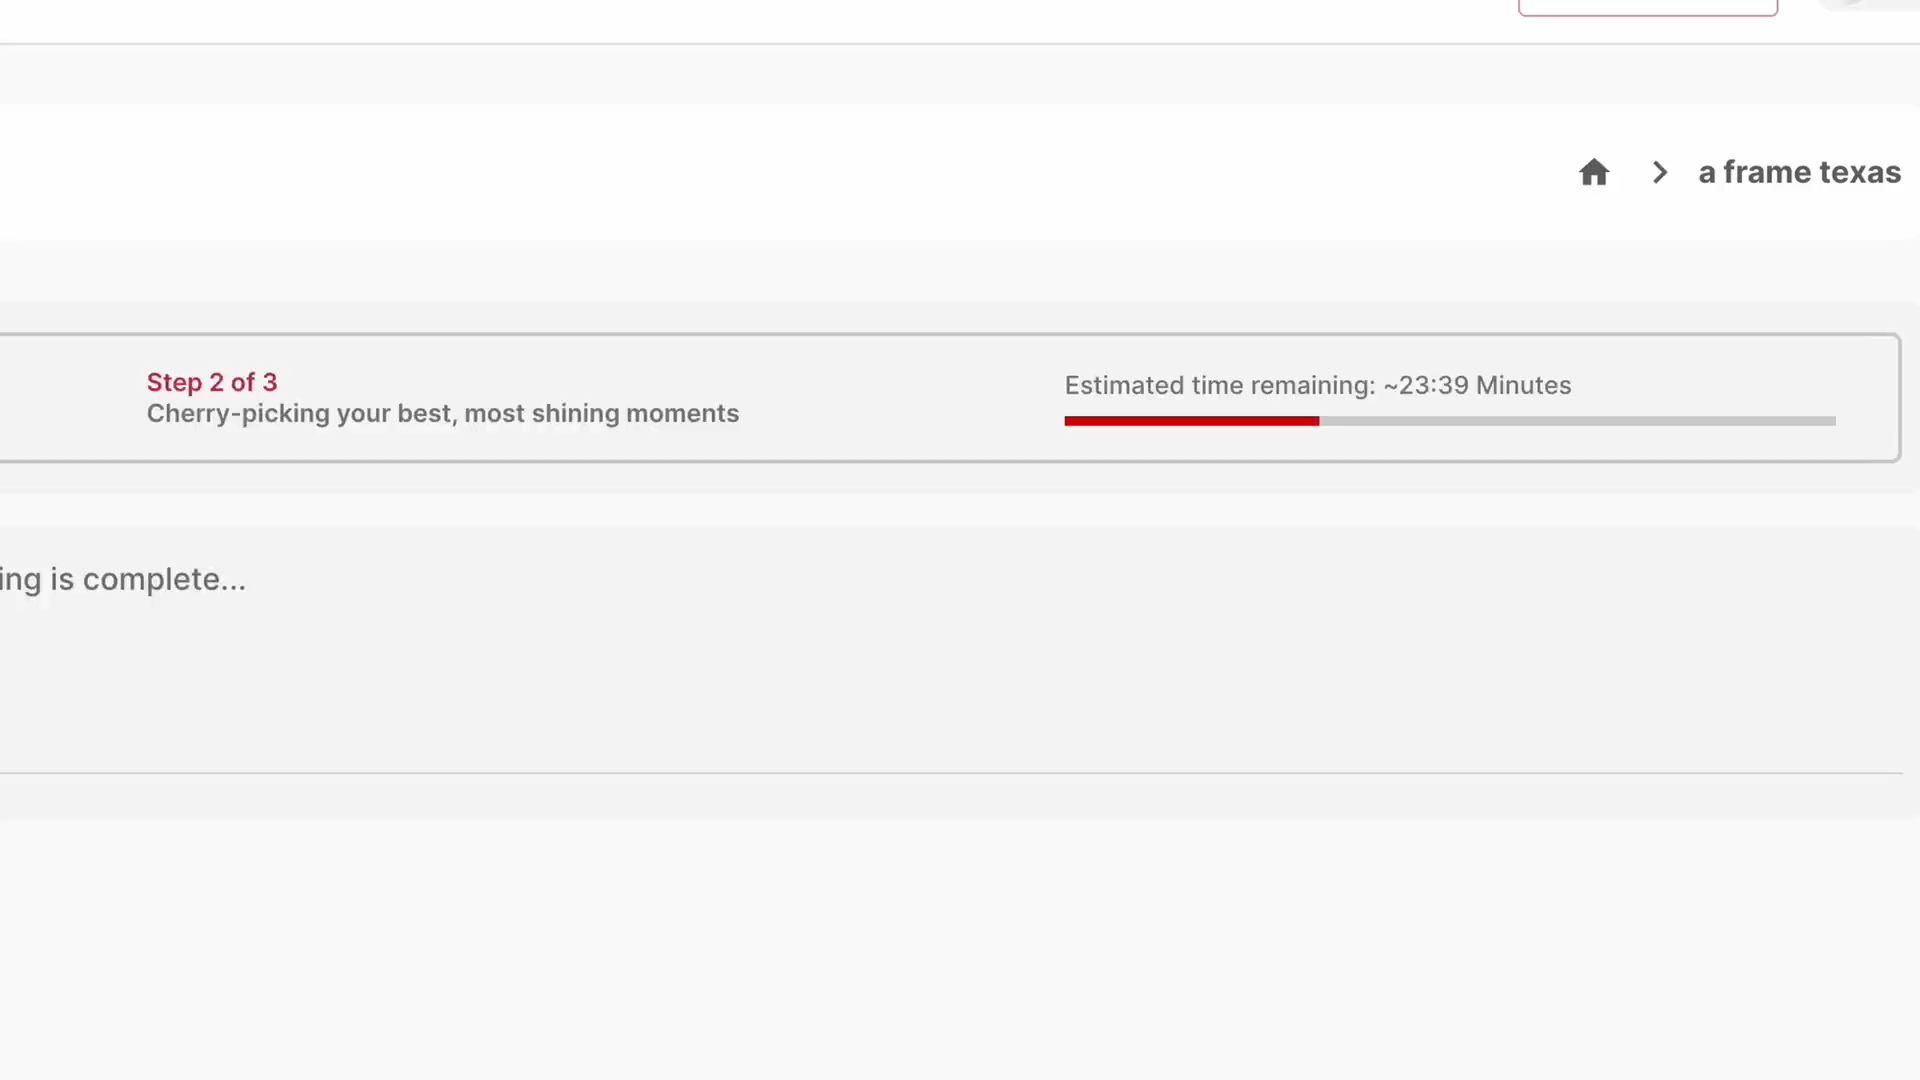 a frame texas
Step 2 of 3
Cherry-picking your best, most shining moments
Estimated time remaining: ~23:39 Minutes
ing is complete...